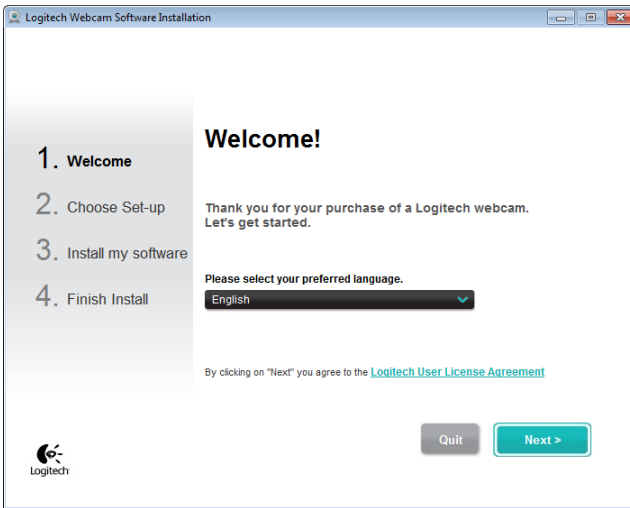 Logitech Webcam Software Installation
Welcome!
1. Welcome
2. Choose Set-up
3. Install my software
4. Finish Install
Thank you for your purchase of a Logitech webcam.
Let's get started.
Please select your preferred language.
English
By clicking on "Next" you agree to the Logitech User License Agreement
Quit
Next >
Logitech